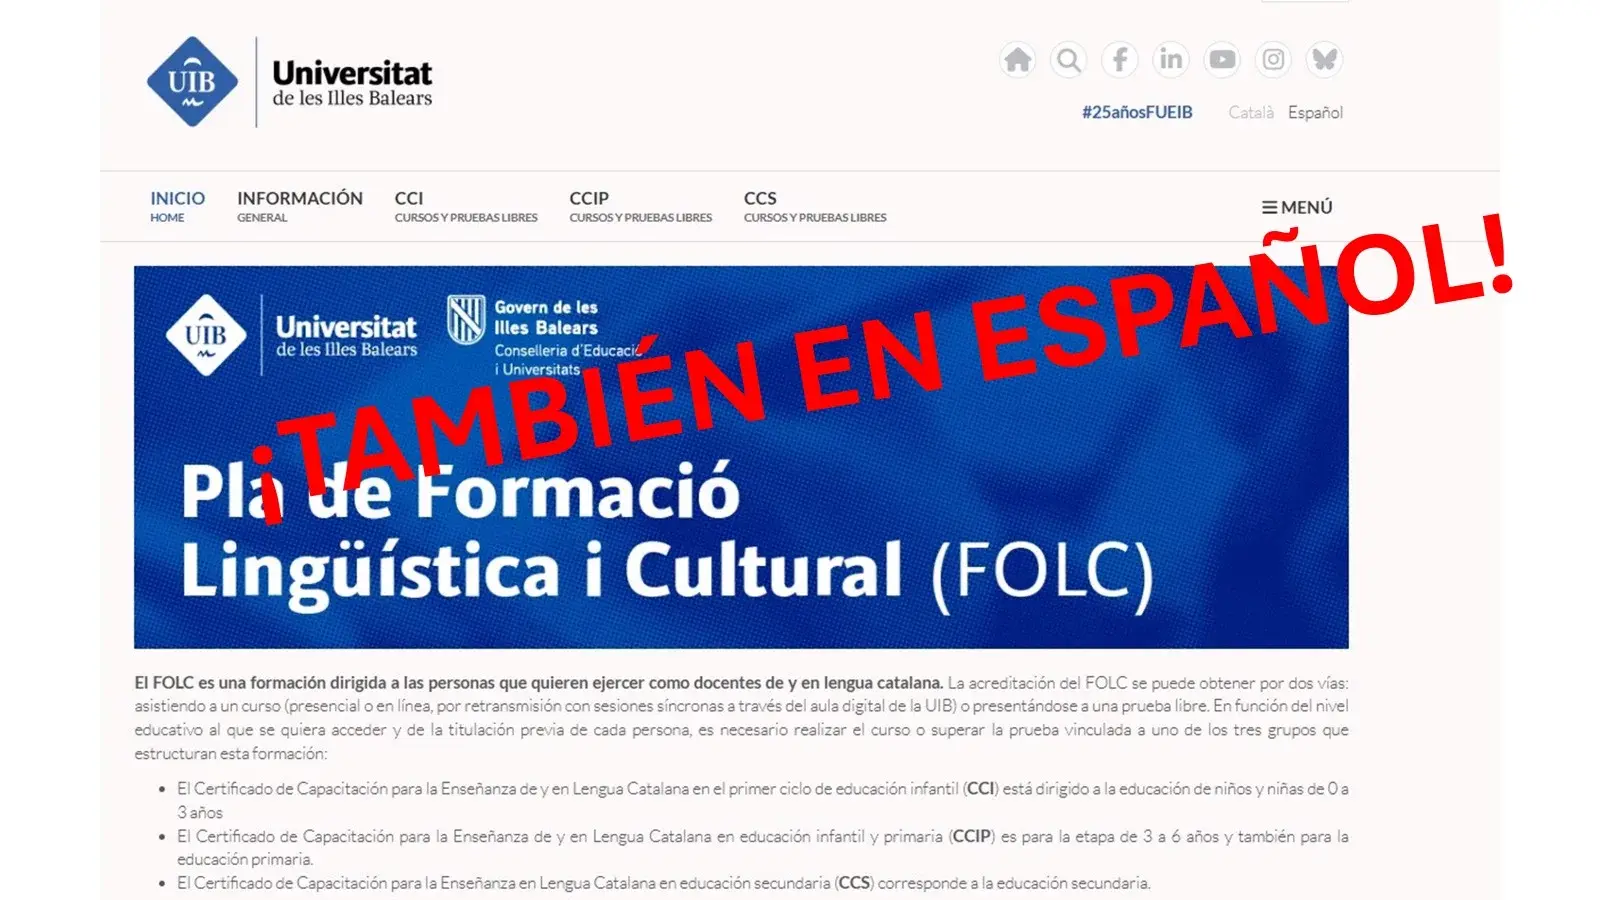 UIB
Universitat
de les Illes Balears
#25añosFUEIB
Català Español
INICIO
HOME
INFORMACIÓN
GENERAL
CCI
CURSOS Y PRUEBAS LIBRES
CCIP
CURSOS Y PRUEBAS LIBRES
CCS
CURSOS Y PRUEBAS LIBRES
MENÚ
¡TAMBIÉN EN ESPAÑOL!
UIB
Universitat
de les Illes Balears
Govern de les
Illes Balears
Conselleria d'Educació
i Universitats
Pla de Formació
Lingüística i Cultural (FOLC)
El FOLC es una formación dirigida a las personas que quieren ejercer como docentes de y en lengua catalana. La acreditación del FOLC se puede obtener por dos vías:
asistiendo a un curso (presencial o en línea, por retransmisión con sesiones síncronas a través del aula digital de la UIB) o presentándose a una prueba libre. En función del nivel
educativo al que se quiera acceder y de la titulación previa de cada persona, es necesario realizar el curso o superar la prueba vinculada a uno de los tres grupos que
estructuran esta formación:
• El Certificado de Capacitación para la Enseñanza de y en Lengua Catalana en el primer ciclo de educación infantil (CCI) está dirigido a la educación de niños y niñas de 0 a
3 años
• El Certificado de Capacitación para la Enseñanza de y en Lengua Catalana en educación infantil y primaria (CCIP) es para la etapa de 3 a 6 años y también para la
educación primaria.
• El Certificado de Capacitación para la Enseñanza en Lengua Catalana en educación secundaria (CCS) corresponde a la educación secundaria.